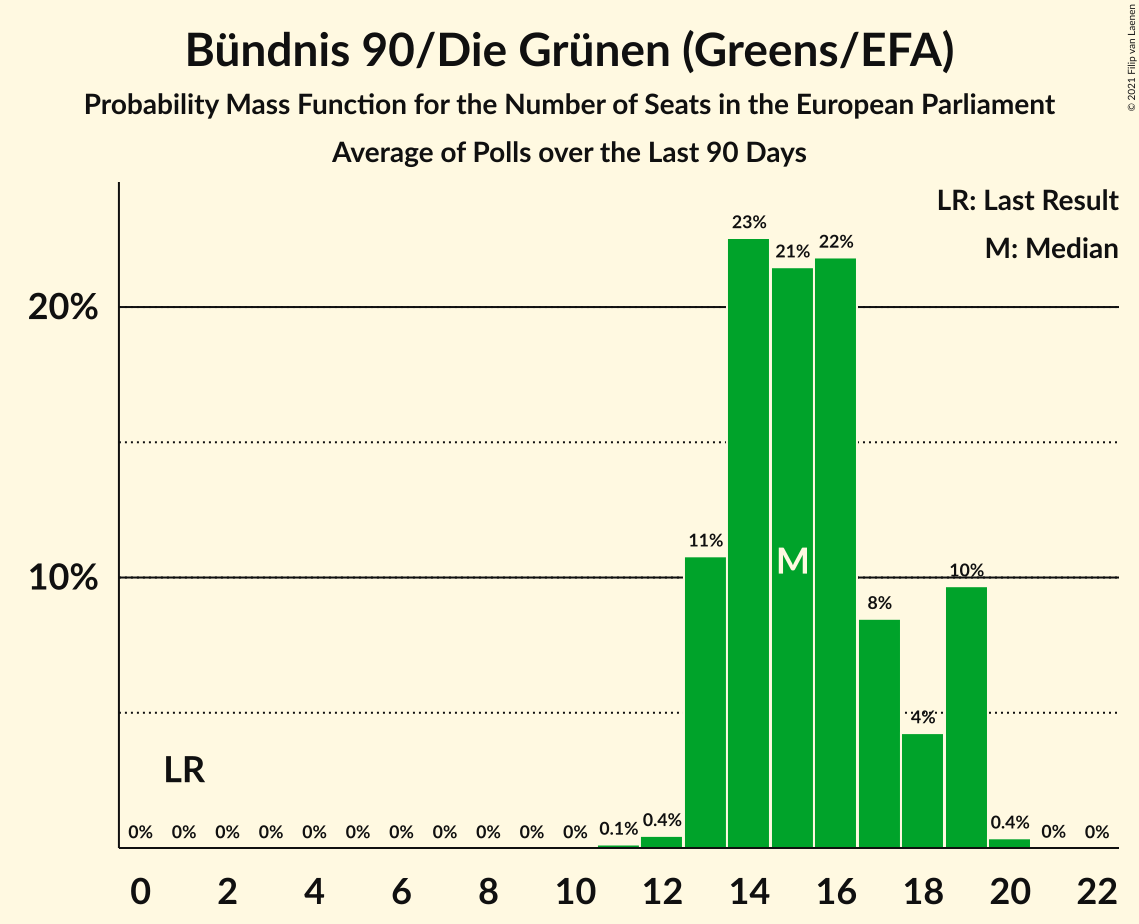 Bündnis 90/Die Grünen (Greens/EFA)
Probability Mass Function for the Number of Seats in the European Parliament
Average of Polls over the Last 90 Days
© 2021 Filip van Laenen
LR: Last Result
M: Median
20%
10%
23%
21%
22%
11%
M
8%
10%
4%
LR
0%
0%
0%
0%
0%
0%
0%
0%
0%
0%
0%
0.1%
0.4%
0.4%
0%
0%
0 2 4 6 8 10 12 14 16 18 20 22